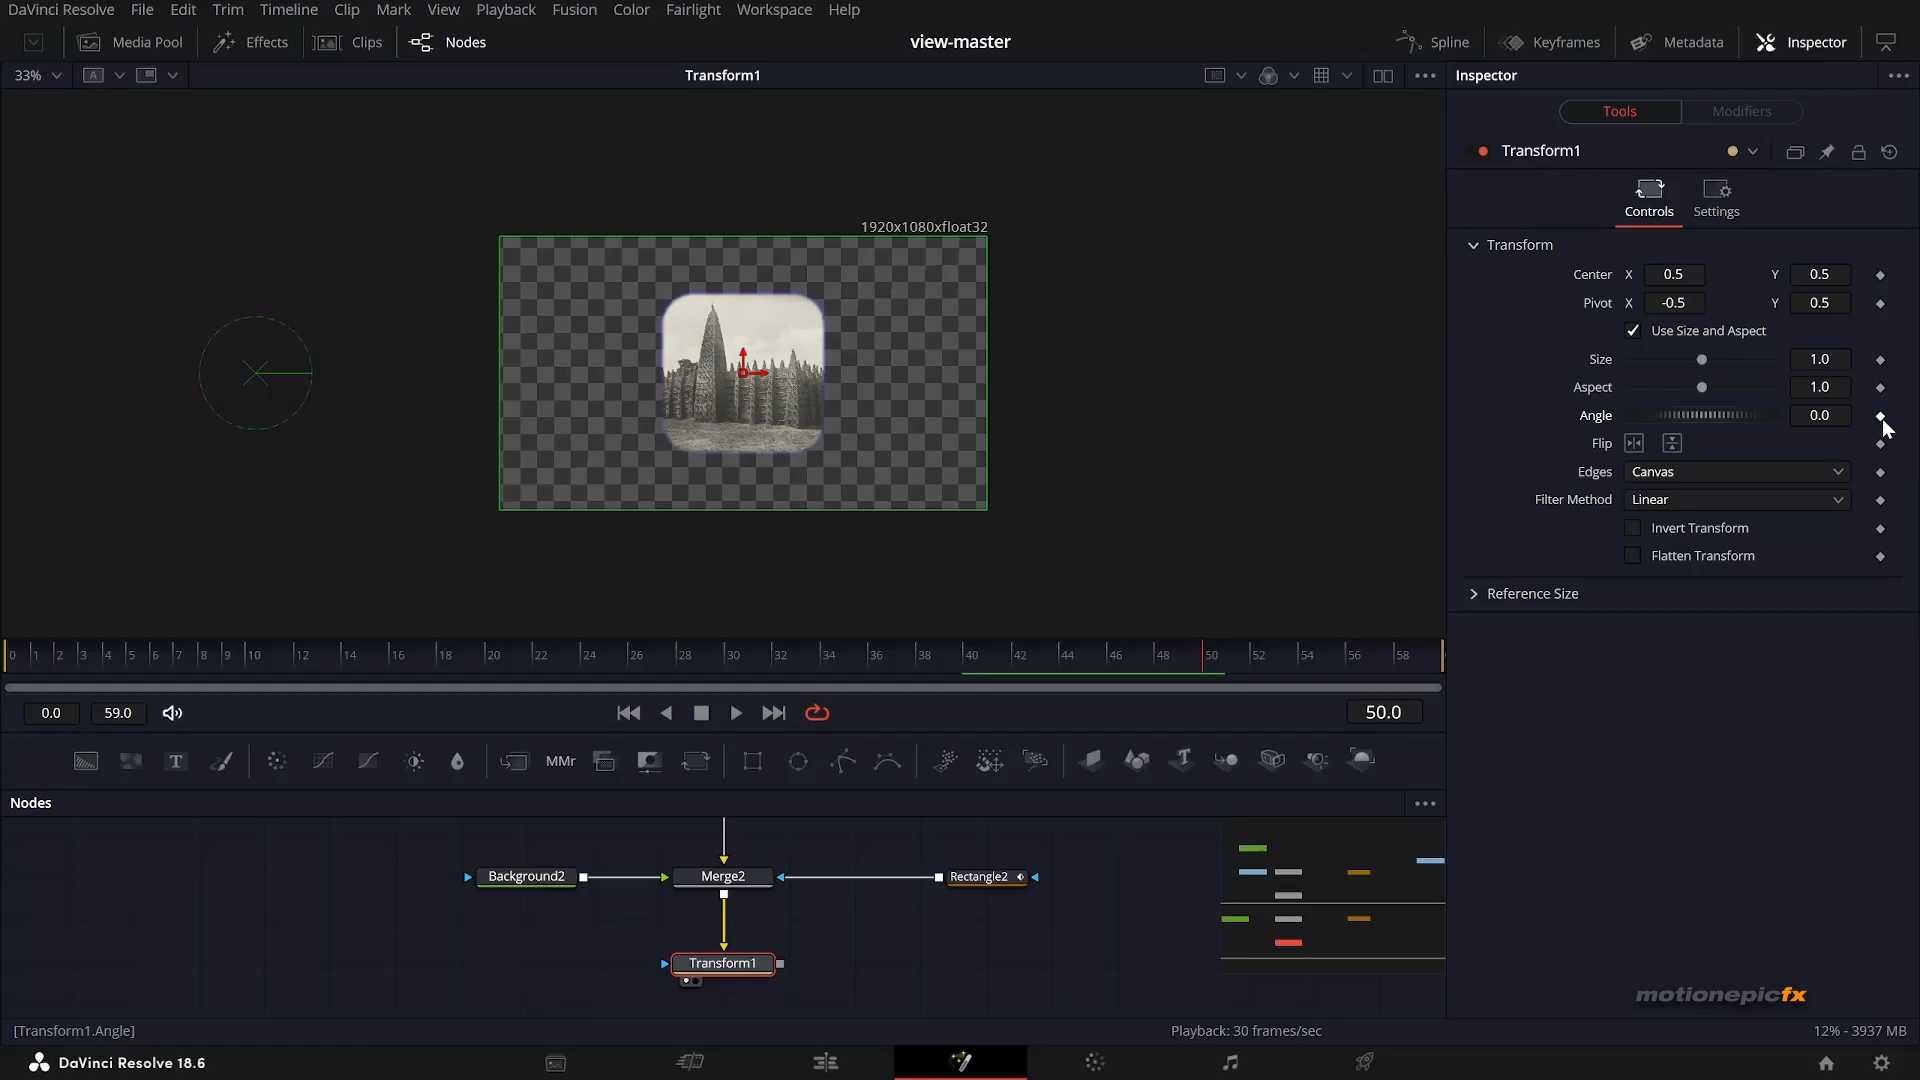 DaVinci Resolve File Edit Trim Timeline Clip Mark View Playback Fusion Color Fairlight Workspace Help
Media Pool Effects Clips Nodes view-master Spline Keyframes Metadata Inspector
33% A Transform1 Inspector
Tools Modifiers
Transform1
Controls Settings
1920x1080xfloat32
Transform
Center X 0.5 Y 0.5
Pivot X -0.5 Y 0.5
Use Size and Aspect
Size 1.0
Aspect 1.0
Angle 0.0
Flip
Edges Canvas
Filter Method Linear
Invert Transform
Flatten Transform
Reference Size
0 1 2 3 4 5 6 7 8 9 10 12 14 16 18 20 22 24 26 28 30 32 34 36 38 40 42 44 46 48 50 52 54 56 58
0.0 59.0 50.0
T MMr T
Nodes
Background2 Merge2 Rectangle2
Transform1
motionepicfx
[Transform1.Angle] Playback: 30 frames/sec 12% - 3937 MB
DaVinci Resolve 18.6